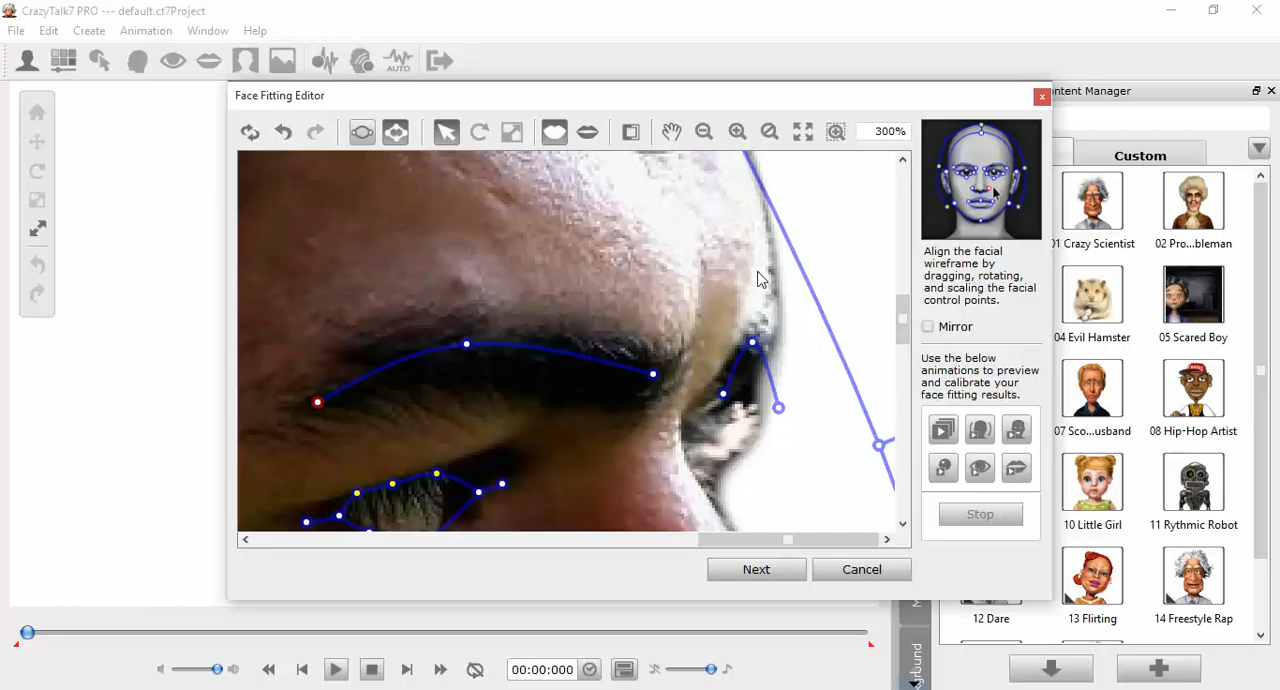 CrazyTalk7 PRO --- default.ct7Project
File Edit Create Animation Window Help
AUTO
Face Fitting Editor
300%
Align the facial
wireframe by
dragging, rotating,
and scaling the facial
control points.
Mirror
Use the below
animations to preview
and calibrate your
face fitting results.
Stop
Next
Cancel
ntent Manager
Custom
01 Crazy Scientist
02 Pro...bleman
04 Evil Hamster
05 Scared Boy
07 Sco...usband
08 Hip-Hop Artist
10 Little Girl
11 Rythmic Robot
12 Dare
13 Flirting
14 Freestyle Rap
ground
00:00:000